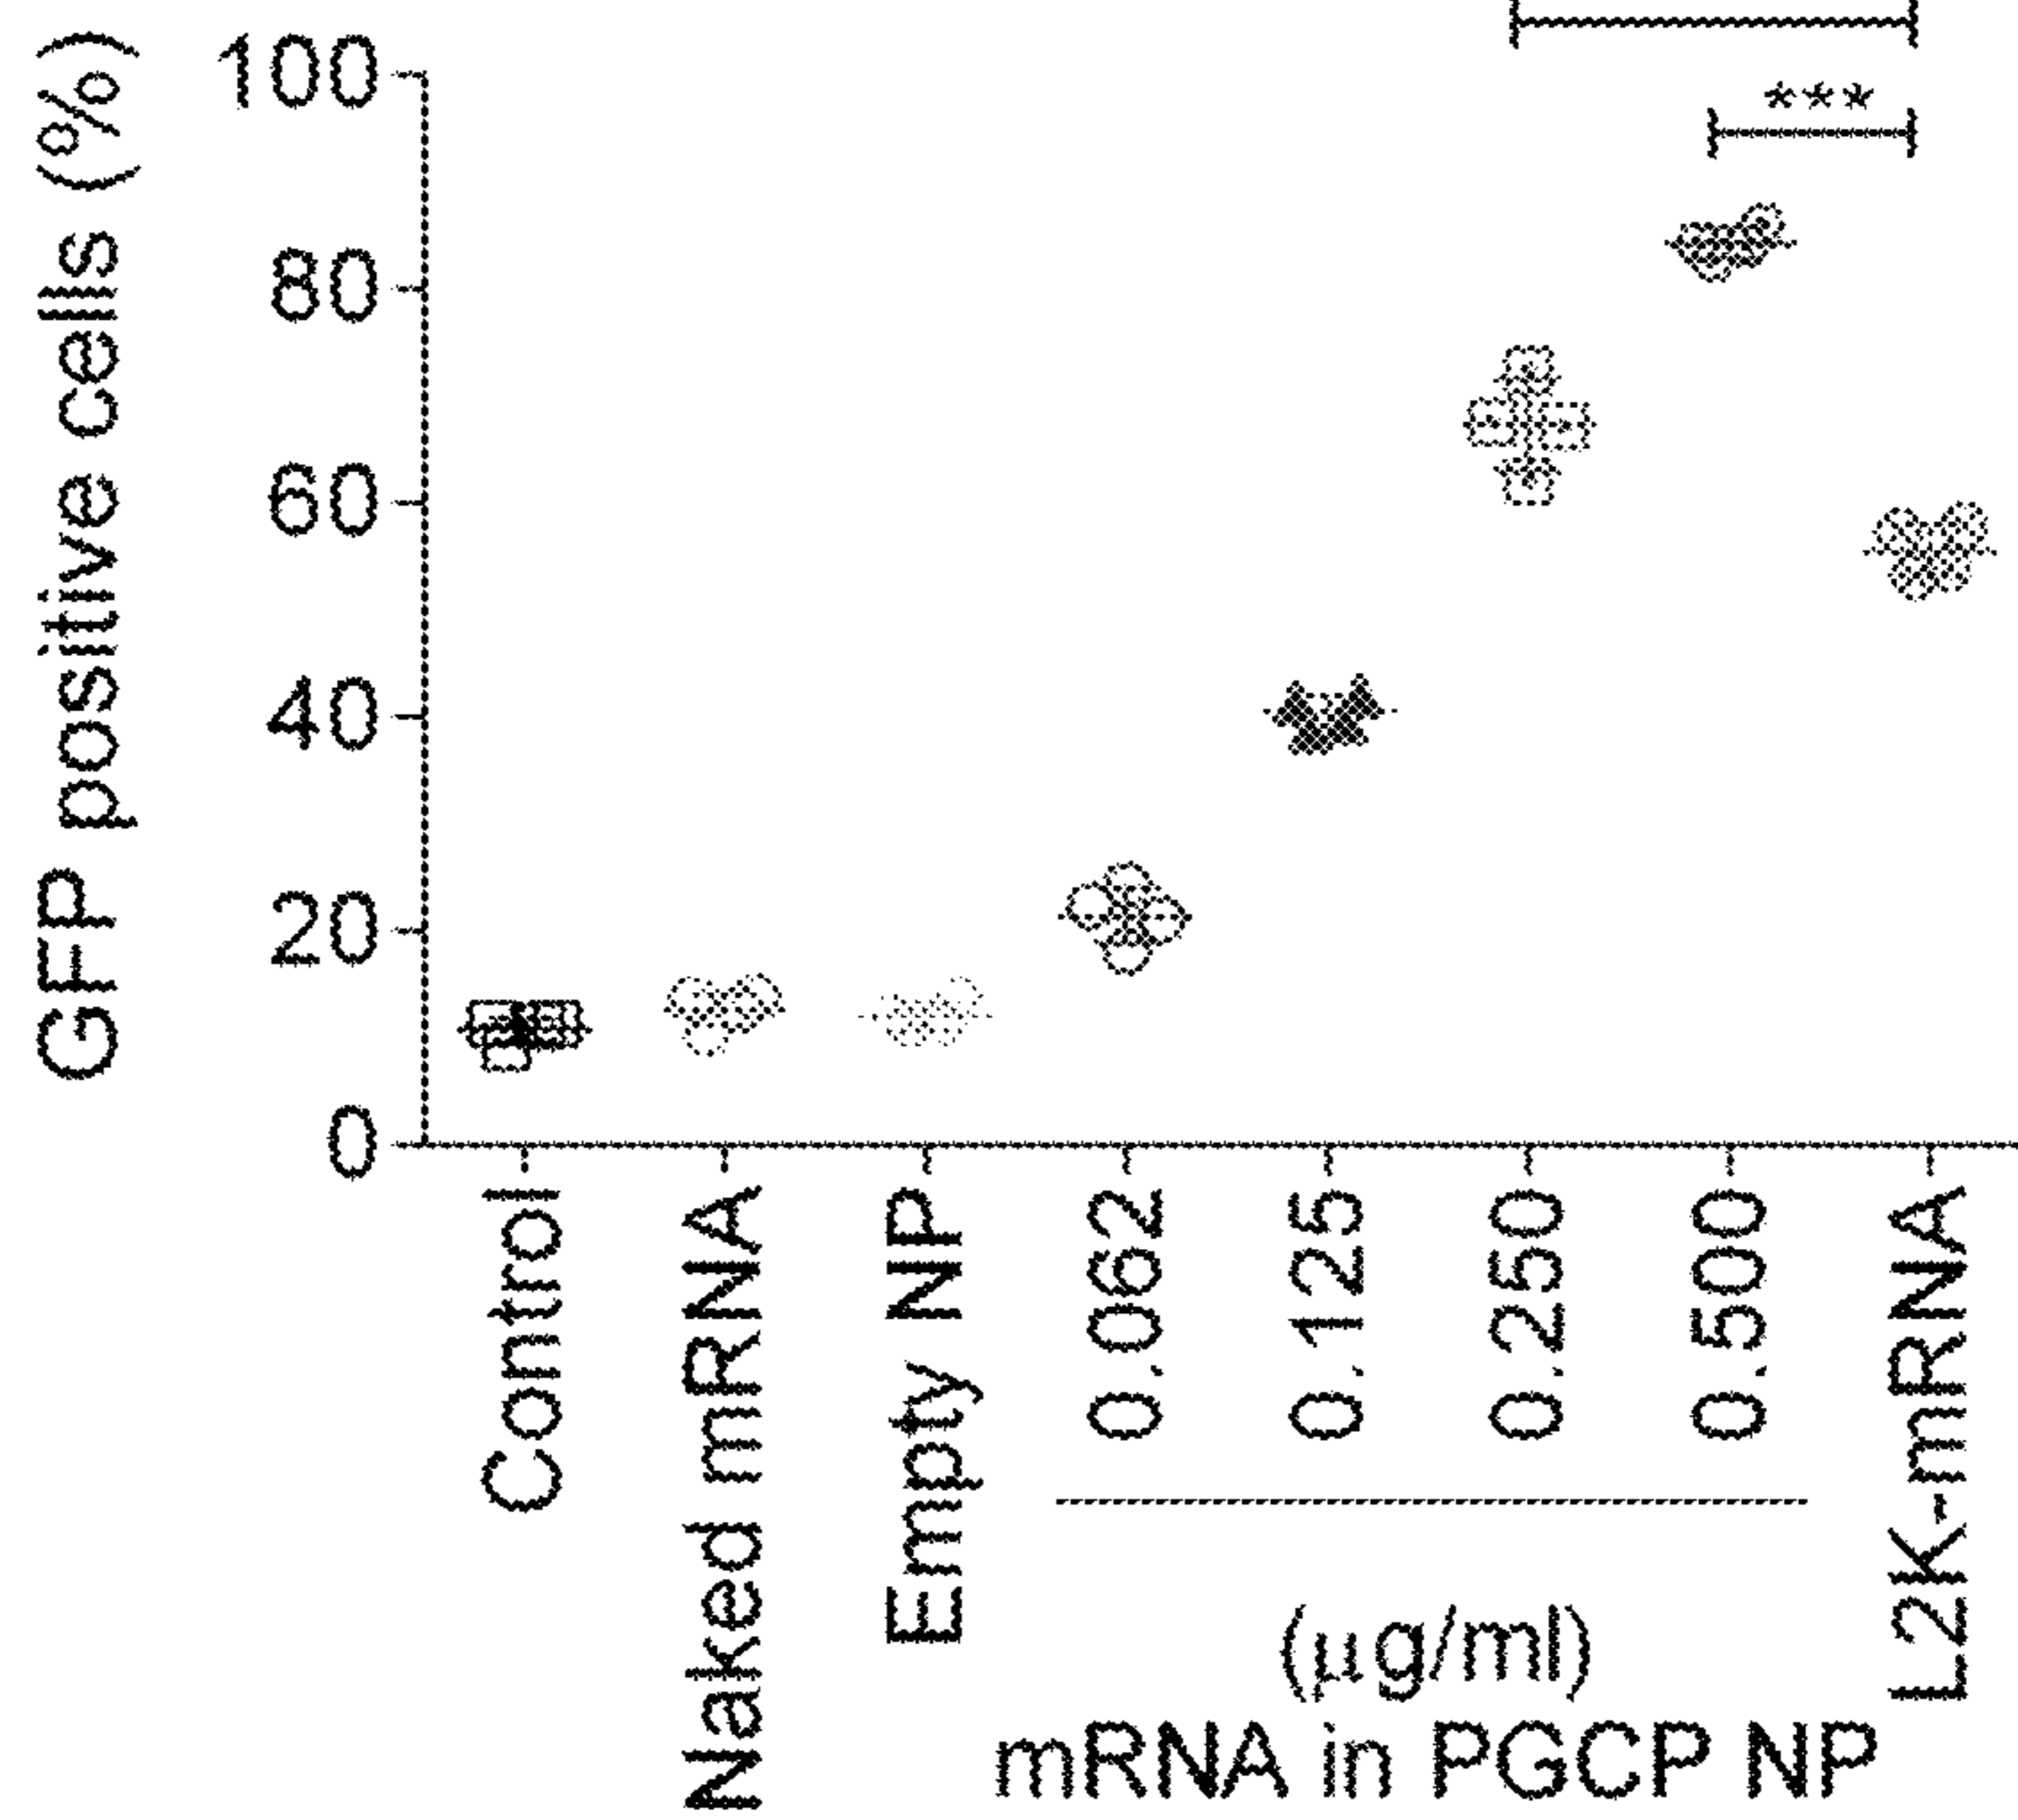 GFP positive cells (%)
100
80
60
40
20
0
***
Control
Naked mRNA
Empty NP
0.062
0.125
0.250
0.500
L2K-mRNA
(µg/ml)
mRNA in PGCP NP